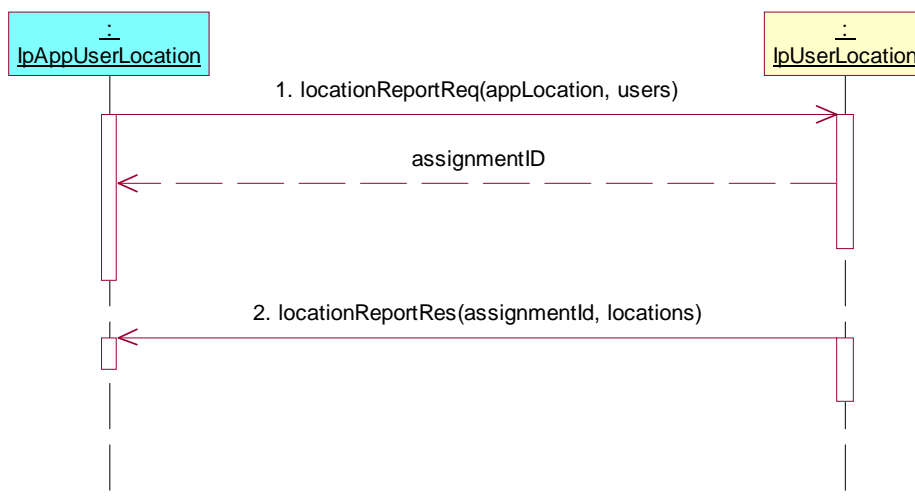 :
IpAppUserLocation
:
IpUserLocation
1. locationReportReq(appLocation, users)
assignmentID
2. locationReportRes(assignmentId, locations)